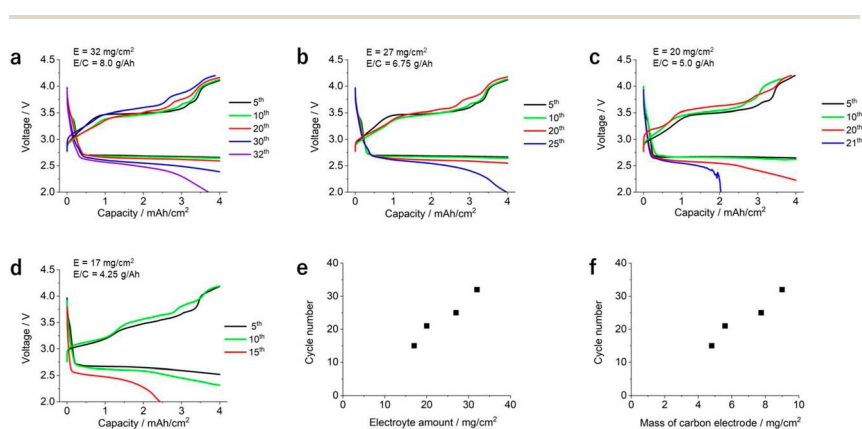 a
E = 32 mg/cm²
E/C = 8.0 g/Ah
4.5
4.0
3.5
3.0
2.5
2.0
Voltage / V
0 1 2 3 4
Capacity / mAh/cm²
5th
10th
20th
30th
32th
b
E = 27 mg/cm²
E/C = 6.75 g/Ah
4.5
4.0
3.5
3.0
2.5
2.0
Voltage / V
0 1 2 3 4
Capacity / mAh/cm²
5th
10th
20th
25th
c
E = 20 mg/cm²
E/C = 5.0 g/Ah
4.5
4.0
3.5
3.0
2.5
2.0
Voltage / V
0 1 2 3 4
Capacity / mAh/cm²
5th
10th
20th
21th
d
E = 17 mg/cm²
E/C = 4.25 g/Ah
4.5
4.0
3.5
3.0
2.5
2.0
Voltage / V
0 1 2 3 4
Capacity / mAh/cm²
5th
10th
15th
e
40
30
20
10
0
Cycle number
0 10 20 30 40
Electroyte amount / mg/cm²
f
40
30
20
10
0
Cycle number
0 2 4 6 8 10
Mass of carbon electrode / mg/cm²